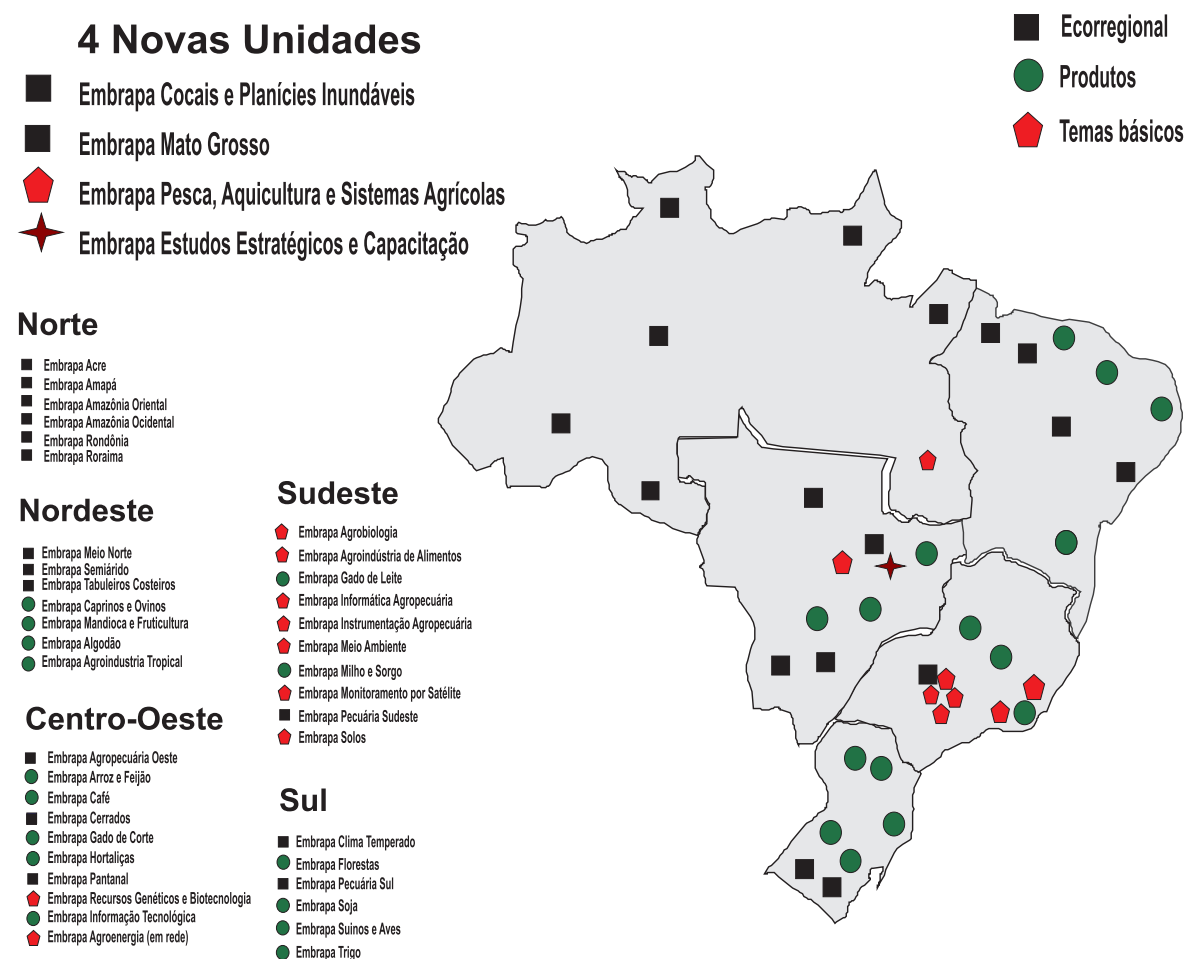 4 Novas Unidades
Embrapa Cocais e Planícies Inundáveis
Embrapa Mato Grosso
Embrapa Pesca, Aquicultura e Sistemas Agrícolas
Embrapa Estudos Estratégicos e Capacitação
Ecorregional
Produtos
Temas básicos
Norte
Embrapa Acre
Embrapa Amapá
Embrapa Amazônia Oriental
Embrapa Amazônia Ocidental
Embrapa Rondônia
Embrapa Roraima
Nordeste
Embrapa Meio Norte
Embrapa Semiárido
Embrapa Tabuleiros Costeiros
Embrapa Caprinos e Ovinos
Embrapa Mandioca e Fruticultura
Embrapa Algodão
Embrapa Agroindustria Tropical
Centro-Oeste
Embrapa Agropecuária Oeste
Embrapa Arroz e Feijão
Embrapa Café
Embrapa Cerrados
Embrapa Gado de Corte
Embrapa Hortaliças
Embrapa Pantanal
Embrapa Recursos Genéticos e Biotecnologia
Embrapa Informação Tecnológica
Embrapa Agroenergia (em rede)
Sudeste
Embrapa Agrobiologia
Embrapa Agroindústria de Alimentos
Embrapa Gado de Leite
Embrapa Informática Agropecuária
Embrapa Instrumentação Agropecuária
Embrapa Meio Ambiente
Embrapa Milho e Sorgo
Embrapa Monitoramento por Satélite
Embrapa Pecuária Sudeste
Embrapa Solos
Sul
Embrapa Clima Temperado
Embrapa Florestas
Embrapa Pecuária Sul
Embrapa Soja
Embrapa Suinos e Aves
Embrapa Trigo